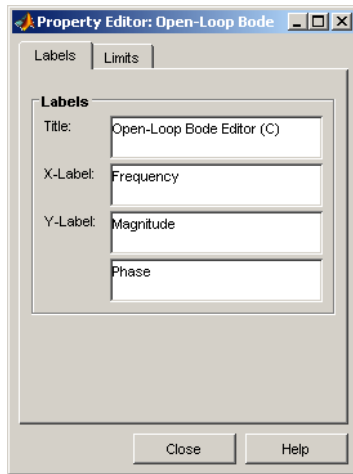 Property Editor: Open-Loop Bode
Labels Limits
Labels
Title: Open-Loop Bode Editor (C)
X-Label: Frequency
Y-Label: Magnitude
Phase
Close Help